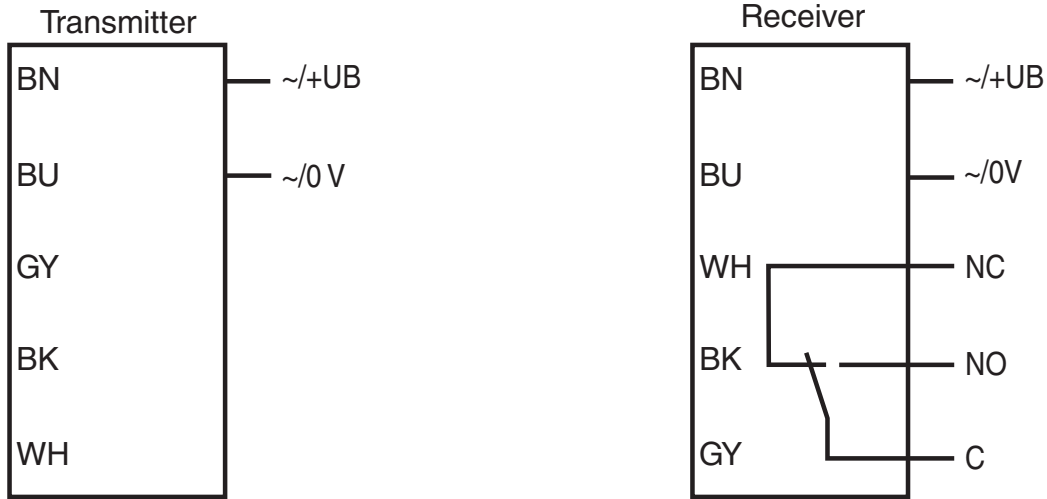 Transmitter
BN ~/+UB
BU ~/0 V
GY
BK
WH
Receiver
BN ~/+UB
BU ~/0V
WH NC
BK NO
GY C